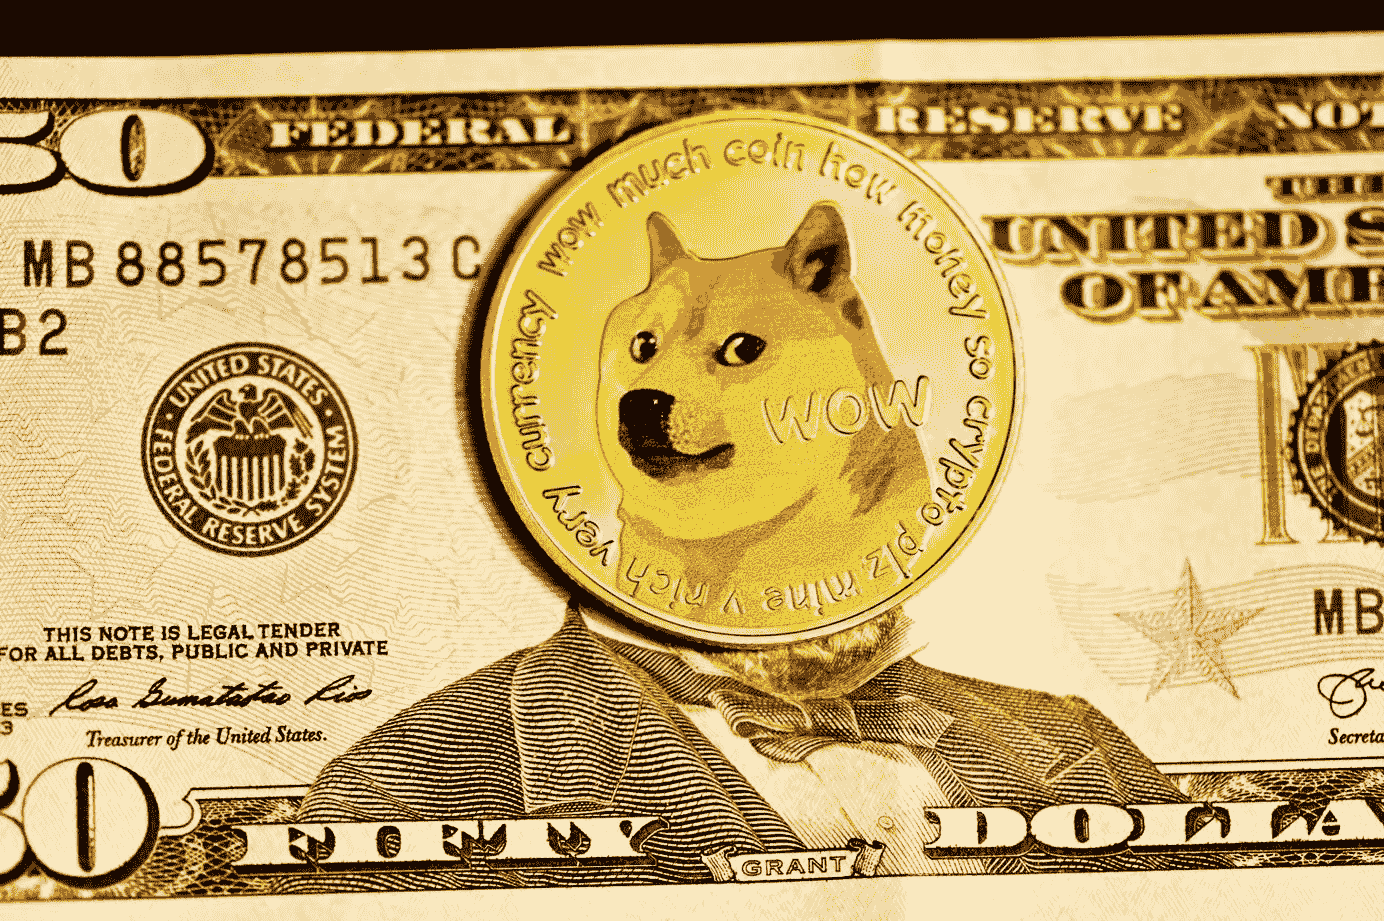 50 FEDERAL RESERVE NOT
THE
UNITED S
OF AME
MB 88578513 C
B2
UNITED STATES
FEDERAL RESERVE SYSTEM
very currency wow much coin how money so crypto plz mine v rich
WOW
MB
THIS NOTE IS LEGAL TENDER
FOR ALL DEBTS, PUBLIC AND PRIVATE
Rosa Gumataotao Rios
Treasurer of the United States.
ES
3
Secreta
50 FIFTY DOLLA
GRANT